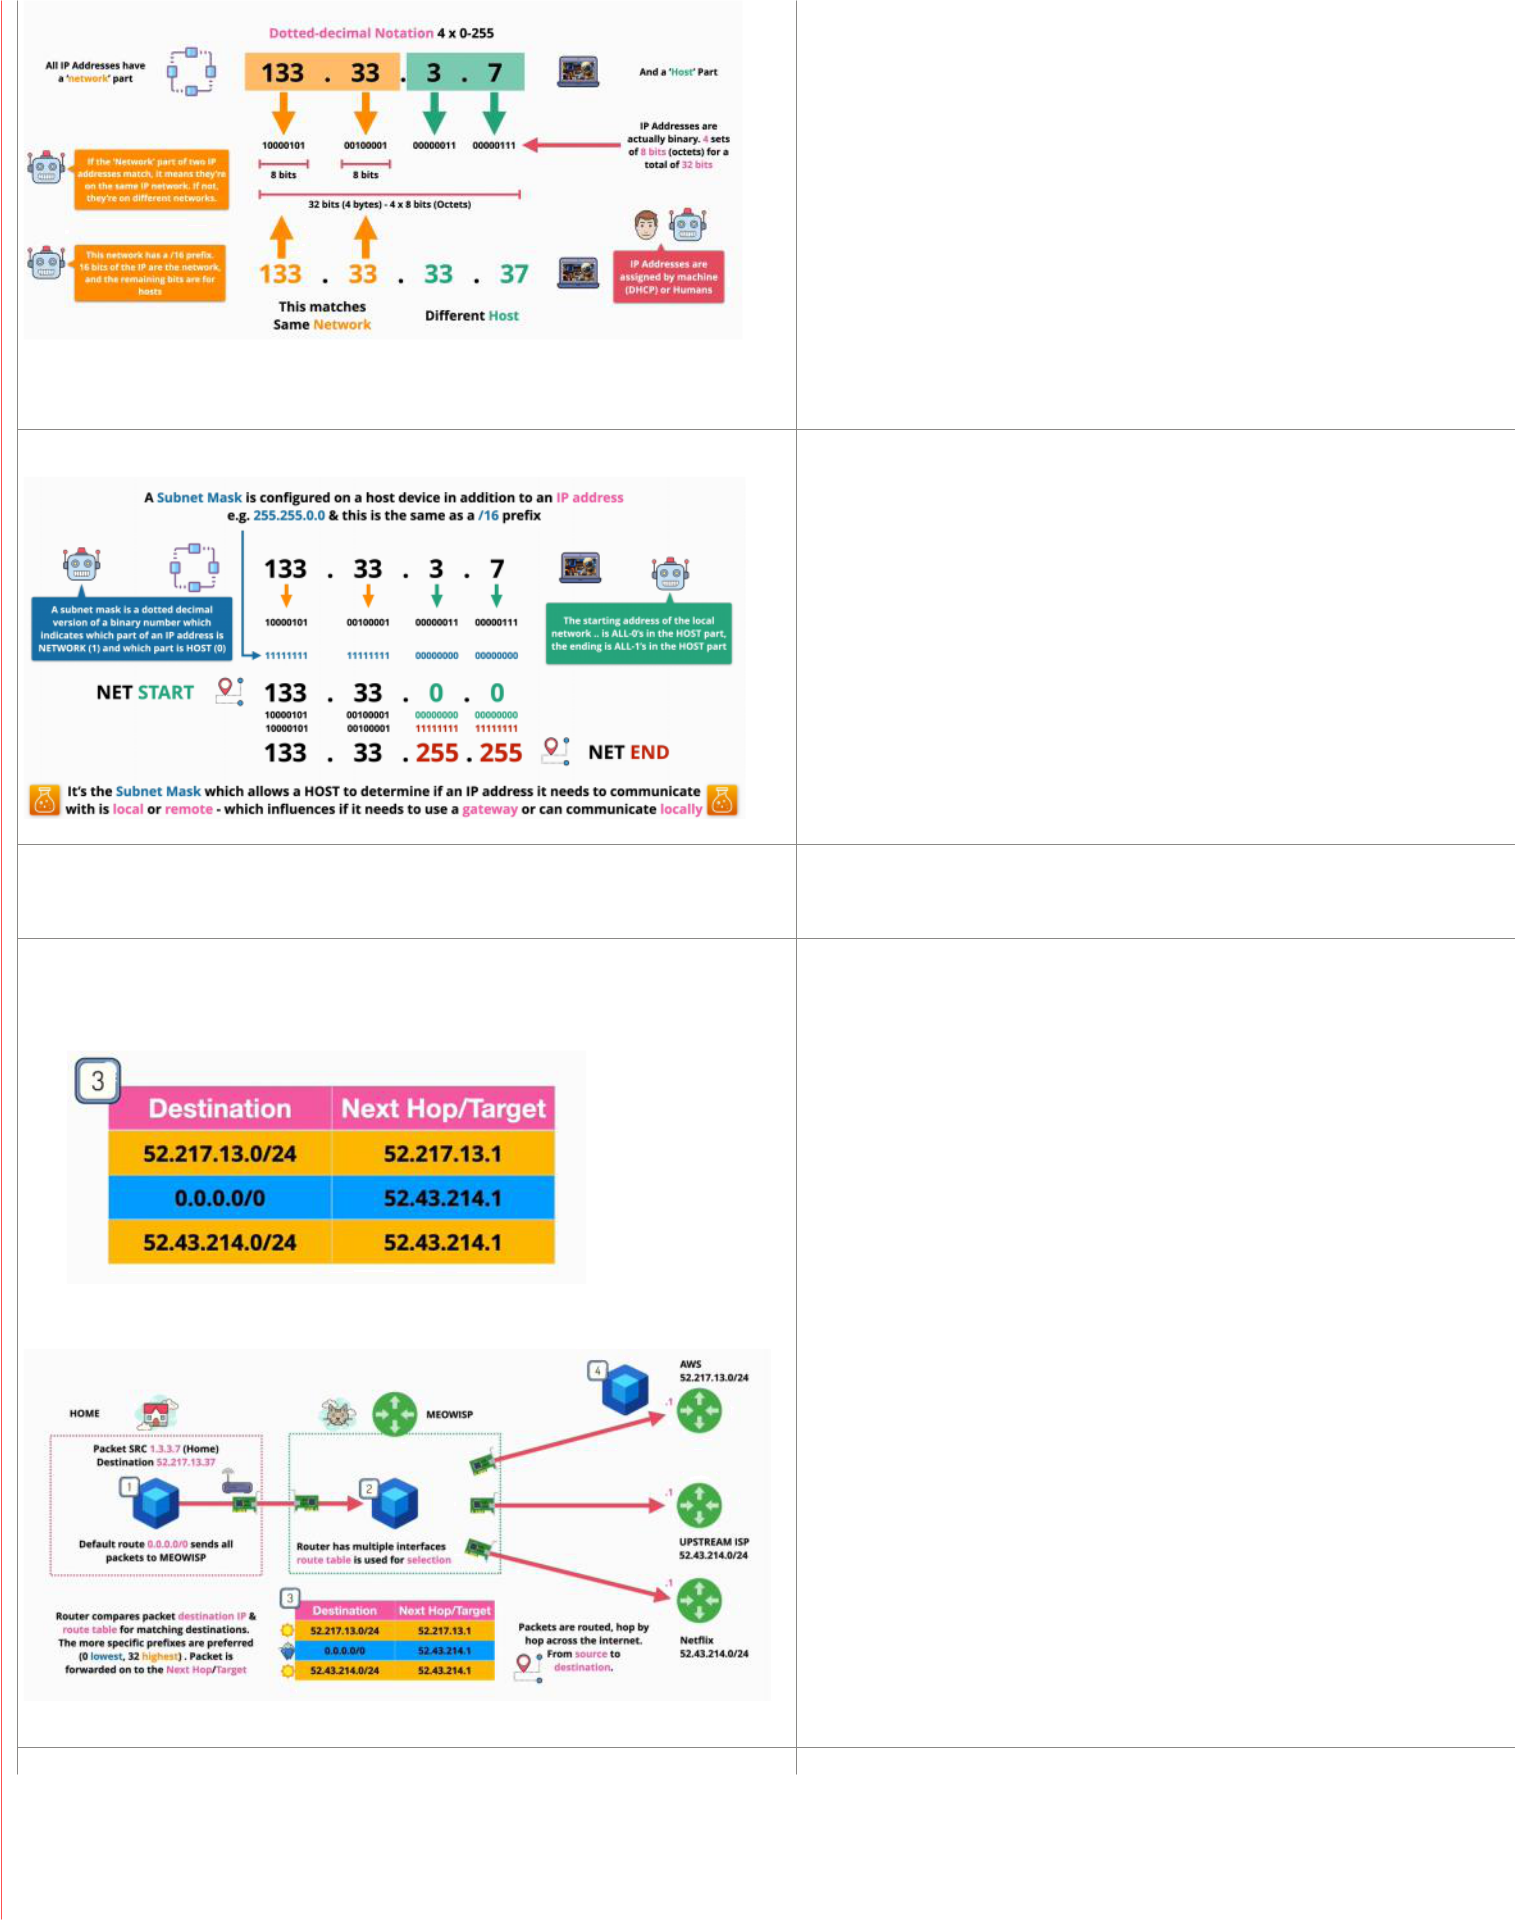 Dotted-decimal Notation 4 x 0-255
All IP Addresses have
a 'network' part
133 . 33 . 3 . 7
And a 'Host' Part
10000101 00100001 00000011 00000111
IP Addresses are
actually binary. 4 sets
of 8 bits (octets) for a
total of 32 bits
If the 'Network' part of two IP
addresses match, it means they're
on the same IP network. If not,
they're on different networks.
8 bits 8 bits
32 bits (4 bytes) - 4 x 8 bits (Octets)
This network has a /16 prefix.
16 bits of the IP are the network,
and the remaining bits are for
hosts
133 . 33 . 33 . 37
IP Addresses are
assigned by machine
(DHCP) or Humans
This matches
Same Network
Different Host
A Subnet Mask is configured on a host device in addition to an IP address
e.g. 255.255.0.0 & this is the same as a /16 prefix
133 . 33 . 3 . 7
A subnet mask is a dotted decimal
version of a binary number which
indicates which part of an IP address is
NETWORK (1) and which part is HOST (0)
10000101 00100001 00000011 00000111
11111111 11111111 00000000 00000000
The starting address of the local
network .. is ALL-0's in the HOST part,
the ending is ALL-1's in the HOST part
NET START
133 . 33 . 0 . 0
10000101 00100001 00000000 00000000
10000101 00100001 11111111 11111111
133 . 33 . 255 . 255
NET END
It's the Subnet Mask which allows a HOST to determine if an IP address it needs to communicate
with is local or remote - which influences if it needs to use a gateway or can communicate locally
3
Destination Next Hop/Target
52.217.13.0/24 52.217.13.1
0.0.0.0/0 52.43.214.1
52.43.214.0/24 52.43.214.1
HOME
MEOWISP
4
AWS
52.217.13.0/24
.1
Packet SRC 1.3.3.7 (Home)
Destination 52.217.13.37
1
2
Default route 0.0.0.0/0 sends all
packets to MEOWISP
Router has multiple interfaces
route table is used for selection
.1
UPSTREAM ISP
52.43.214.0/24
.1
Netflix
52.43.214.0/24
Router compares packet destination IP &
route table for matching destinations.
The more specific prefixes are preferred
(0 lowest, 32 highest) . Packet is
forwarded on to the Next Hop/Target
3
Destination Next Hop/Target
52.217.13.0/24 52.217.13.1
0.0.0.0/0 52.43.214.1
52.43.214.0/24 52.43.214.1
Packets are routed, hop by
hop across the internet.
From source to
destination.